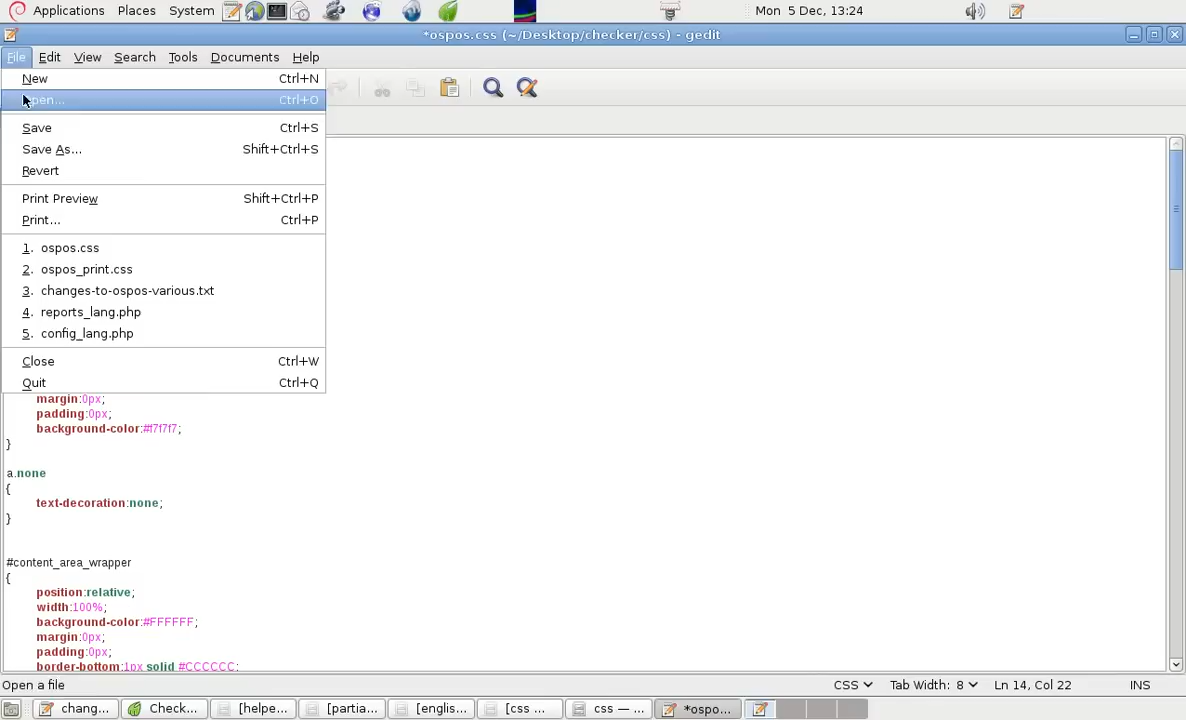 Applications Places System Mon 5 Dec, 13:24
*ospos.css (~/Desktop/checker/css) - gedit
File Edit View Search Tools Documents Help
New Ctrl+N
Open... Ctrl+O
Save Ctrl+S
Save As... Shift+Ctrl+S
Revert
Print Preview Shift+Ctrl+P
Print... Ctrl+P
1. ospos.css
2. ospos_print.css
3. changes-to-ospos-various.txt
4. reports_lang.php
5. config_lang.php
Close Ctrl+W
Quit Ctrl+Q
margin:0px;
padding:0px;
background-color:#f7f7f7;
}
a.none
{
text-decoration:none;
}
#content_area_wrapper
{
position:relative;
width:100%;
background-color:#FFFFFF;
margin:0px;
padding:0px;
border-bottom:1px solid #CCCCCC;
Open a file CSS Tab Width: 8 Ln 14, Col 22 INS
chang... Check... [helpe... [partia... [englis... [css ... css — ... *ospo...